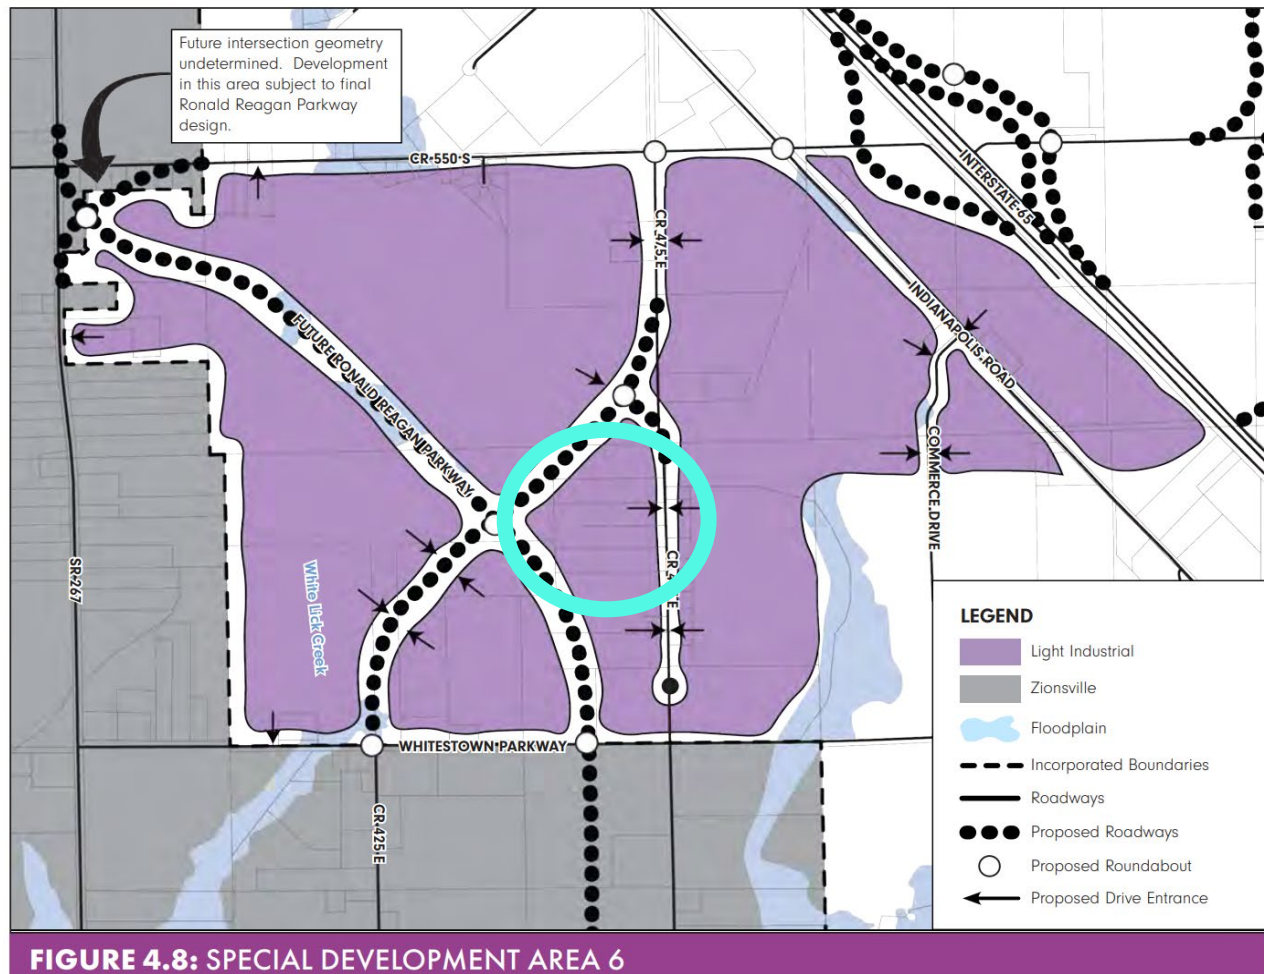 Future intersection geometry
undetermined. Development
in this area subject to final
Ronald Reagan Parkway
design.
CR 550 S
INTERSTATE 65
CR 475 E
INDIANAPOLIS ROAD
FUTURE RONALD REAGAN PARKWAY
COMMERCE DRIVE
SR 267
White Lick Creek
WHITESTOWN PARKWAY
CR 425 E
LEGEND
Light Industrial
Zionsville
Floodplain
Incorporated Boundaries
Roadways
Proposed Roadways
Proposed Roundabout
Proposed Drive Entrance
FIGURE 4.8: SPECIAL DEVELOPMENT AREA 6